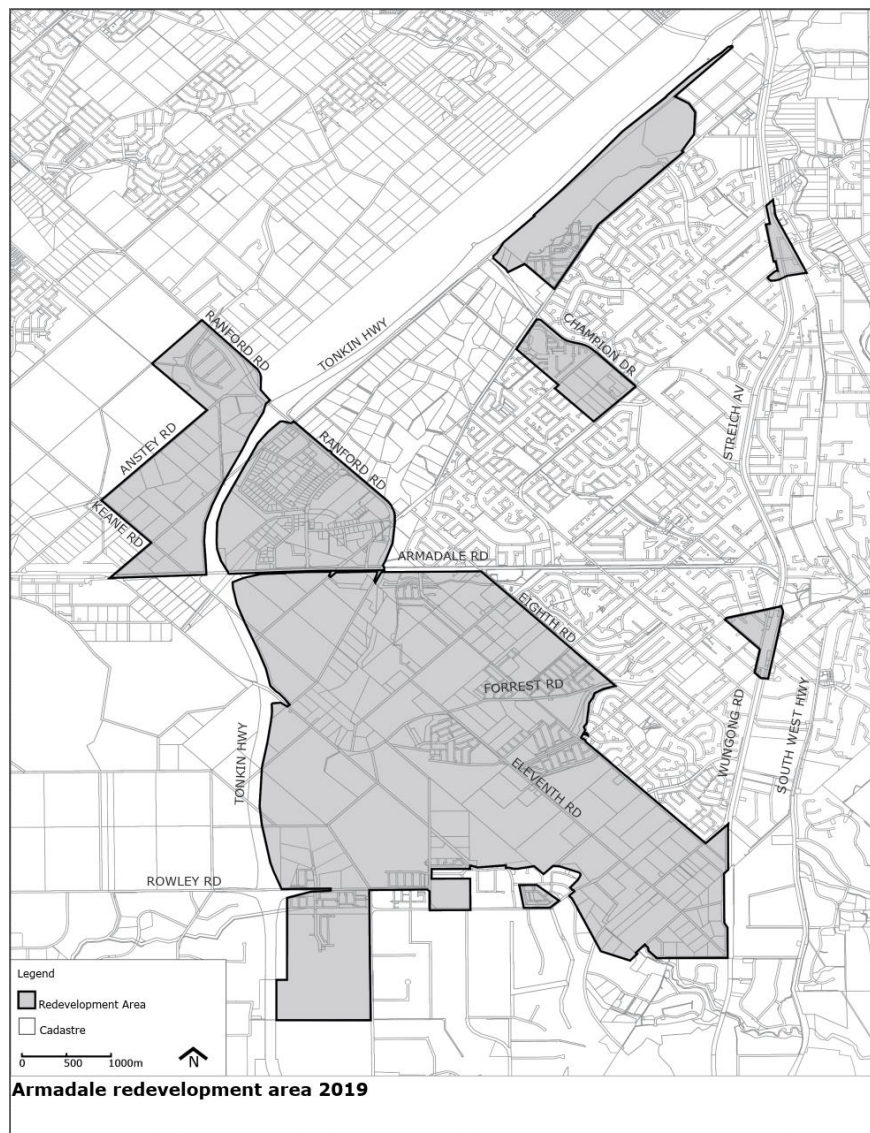 RANFORD RD
TONKIN HWY
CHAMPION DR
STREICH AV
ANSTEY RD
RANFORD RD
KEANE RD
ARMADALE RD
EIGHTH RD
FORREST RD
WUNGONG RD
SOUTH WEST HWY
TONKIN HWY
ELEVENTH RD
ROWLEY RD
Legend
Redevelopment Area
Cadastre
0 500 1000m
N
Armadale redevelopment area 2019